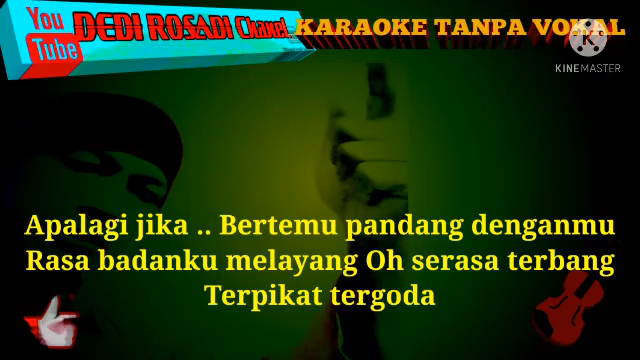 You
Tube
DEDI ROSADI Chanel
KARAOKE TANPA VOKAL
K
KINEMASTER
Apalagi jika .. Bertemu pandang denganmu
Rasa badanku melayang Oh serasa terbang
Terpikat tergoda